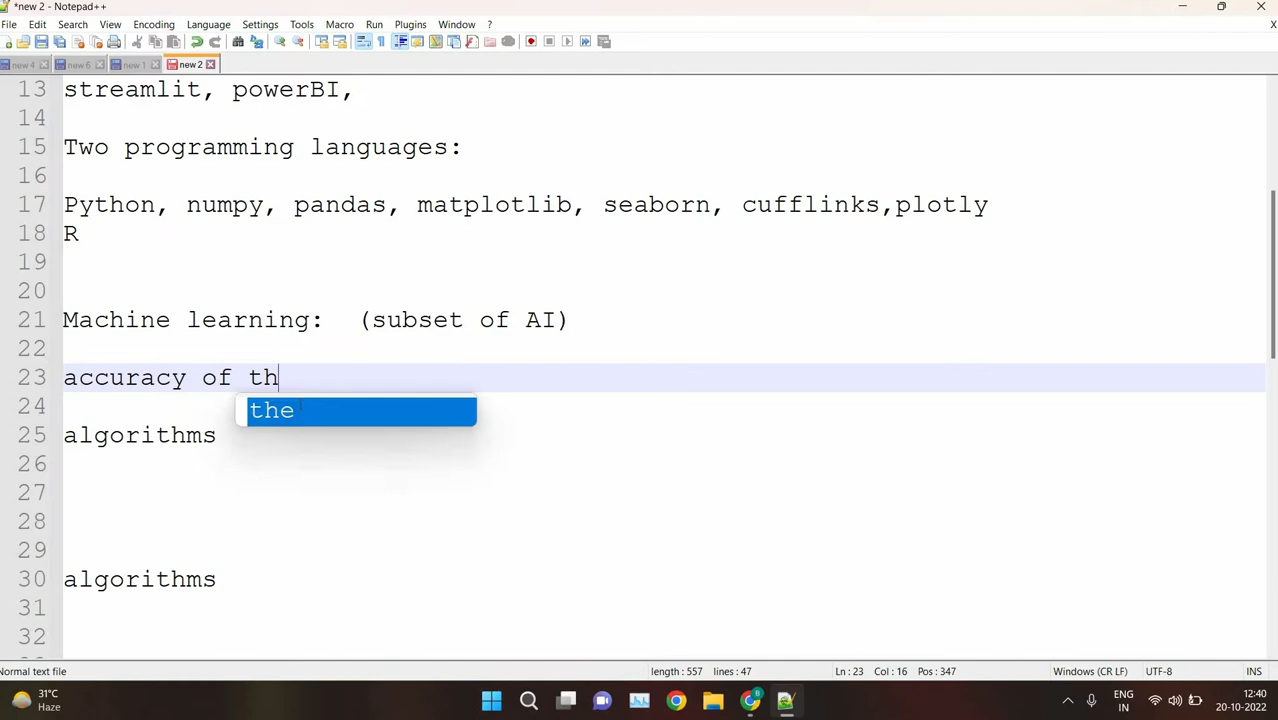 *new 2 - Notepad++
File Edit Search View Encoding Language Settings Tools Macro Run Plugins Window ?
new 4 new 6 new 1 new 2
13 streamlit, powerBI,
14
15 Two programming languages:
16
17 Python, numpy, pandas, matplotlib, seaborn, cufflinks,plotly
18 R
19
20
21 Machine learning:  (subset of AI)
22
23 accuracy of th
24
the
25 algorithms
26
27
28
29
30 algorithms
31
32
Normal text file length : 557 lines : 47 Ln : 23 Col : 16 Pos : 347 Windows (CR LF) UTF-8 INS
31°C
Haze
ENG
IN
12:40
20-10-2022